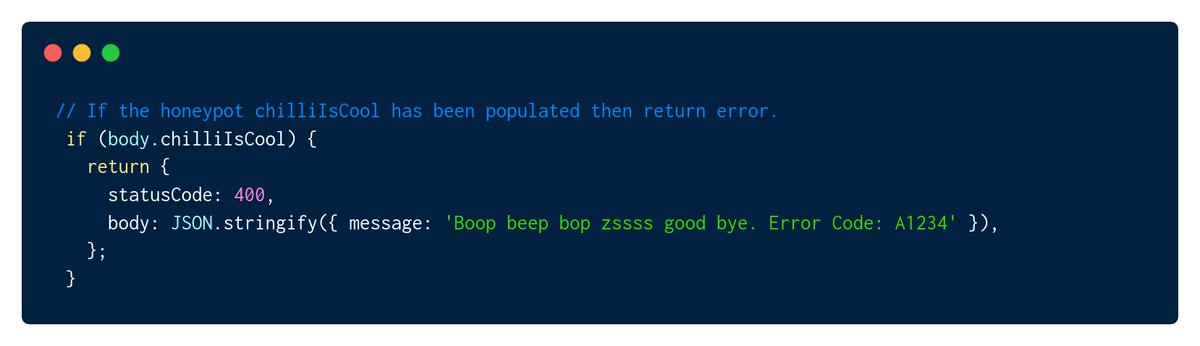 // If the honeypot chilliIsCool has been populated then return error.
if (body.chilliIsCool) {
return {
statusCode: 400,
body: JSON.stringify({ message: 'Boop beep bop zssss good bye. Error Code: A1234' }),
};
}